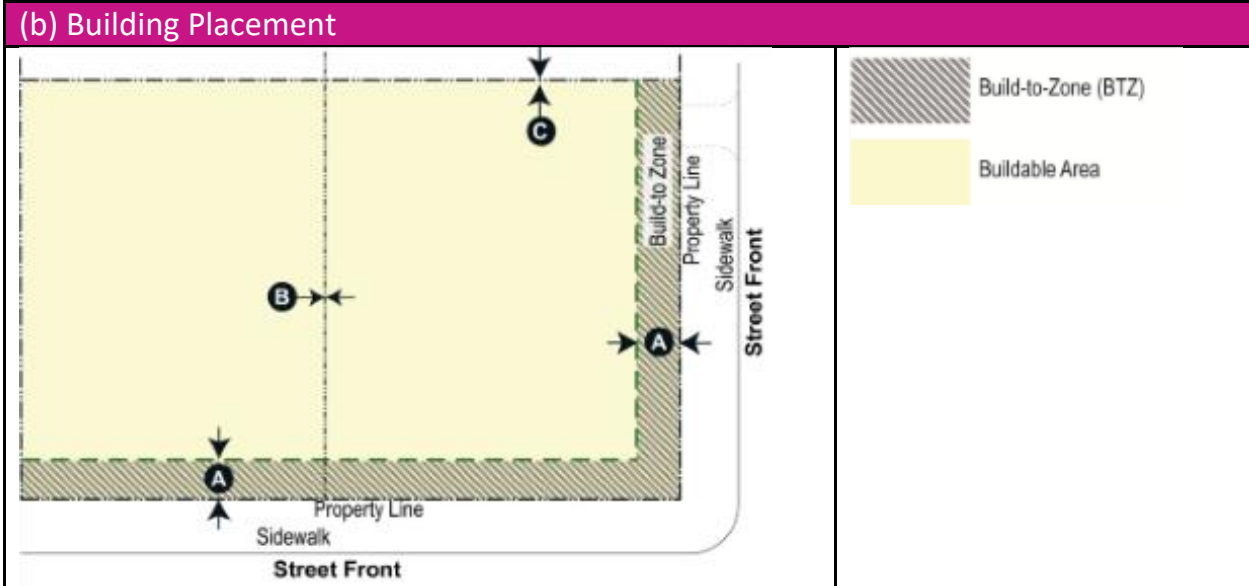 (b) Building Placement
C
Build-to Zone
Property Line
Sidewalk
Street Front
B
A
A
Property Line
Sidewalk
Street Front
Build-to-Zone (BTZ)
Buildable Area